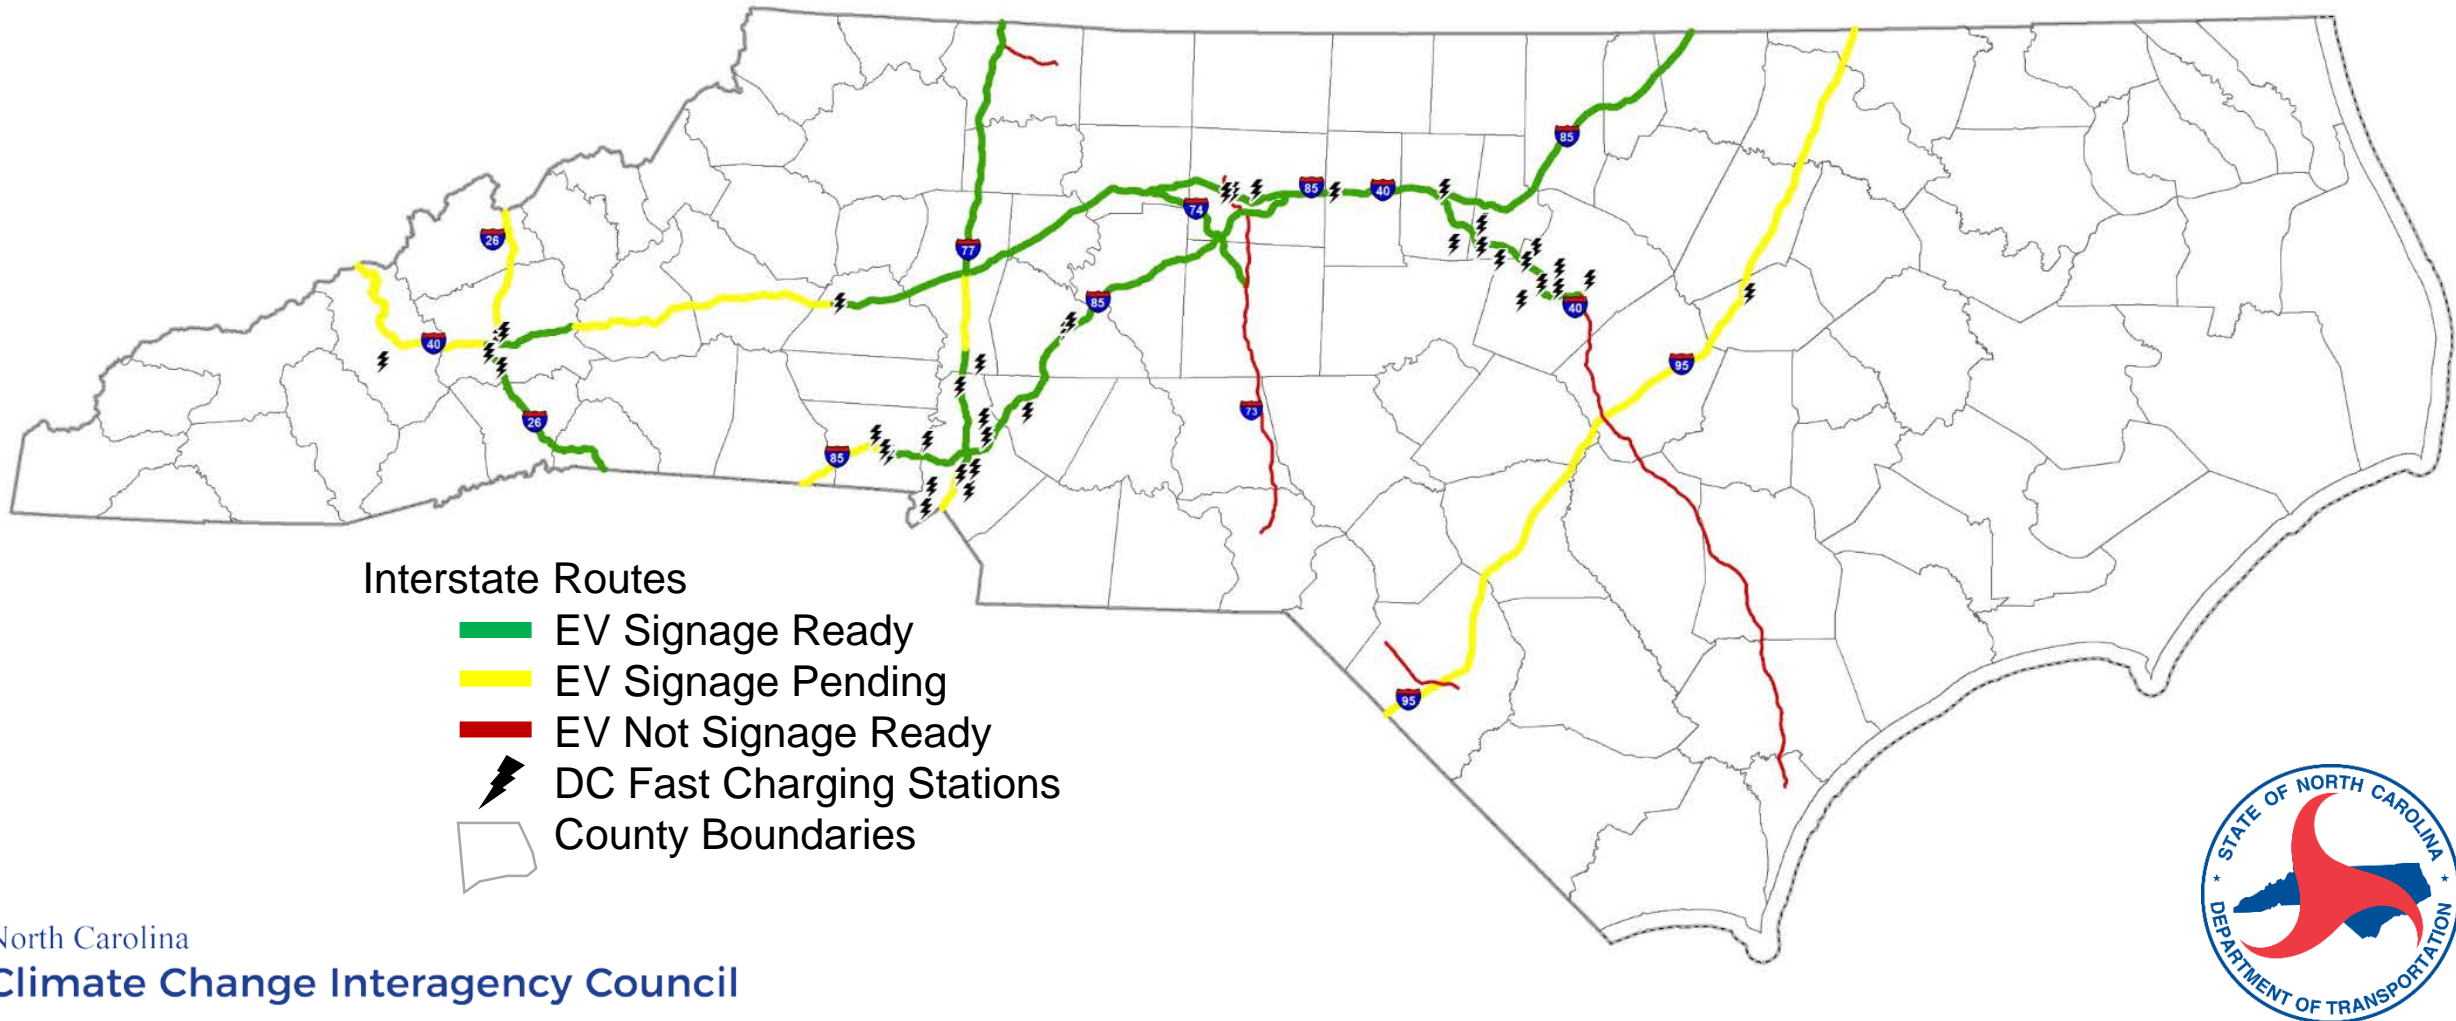 26
77
74
85
40
85
85
40
40
26
85
73
95
95
Interstate Routes
EV Signage Ready
EV Signage Pending
EV Not Signage Ready
DC Fast Charging Stations
County Boundaries
North Carolina
Climate Change Interagency Council
STATE OF NORTH CAROLINA
DEPARTMENT OF TRANSPORTATION